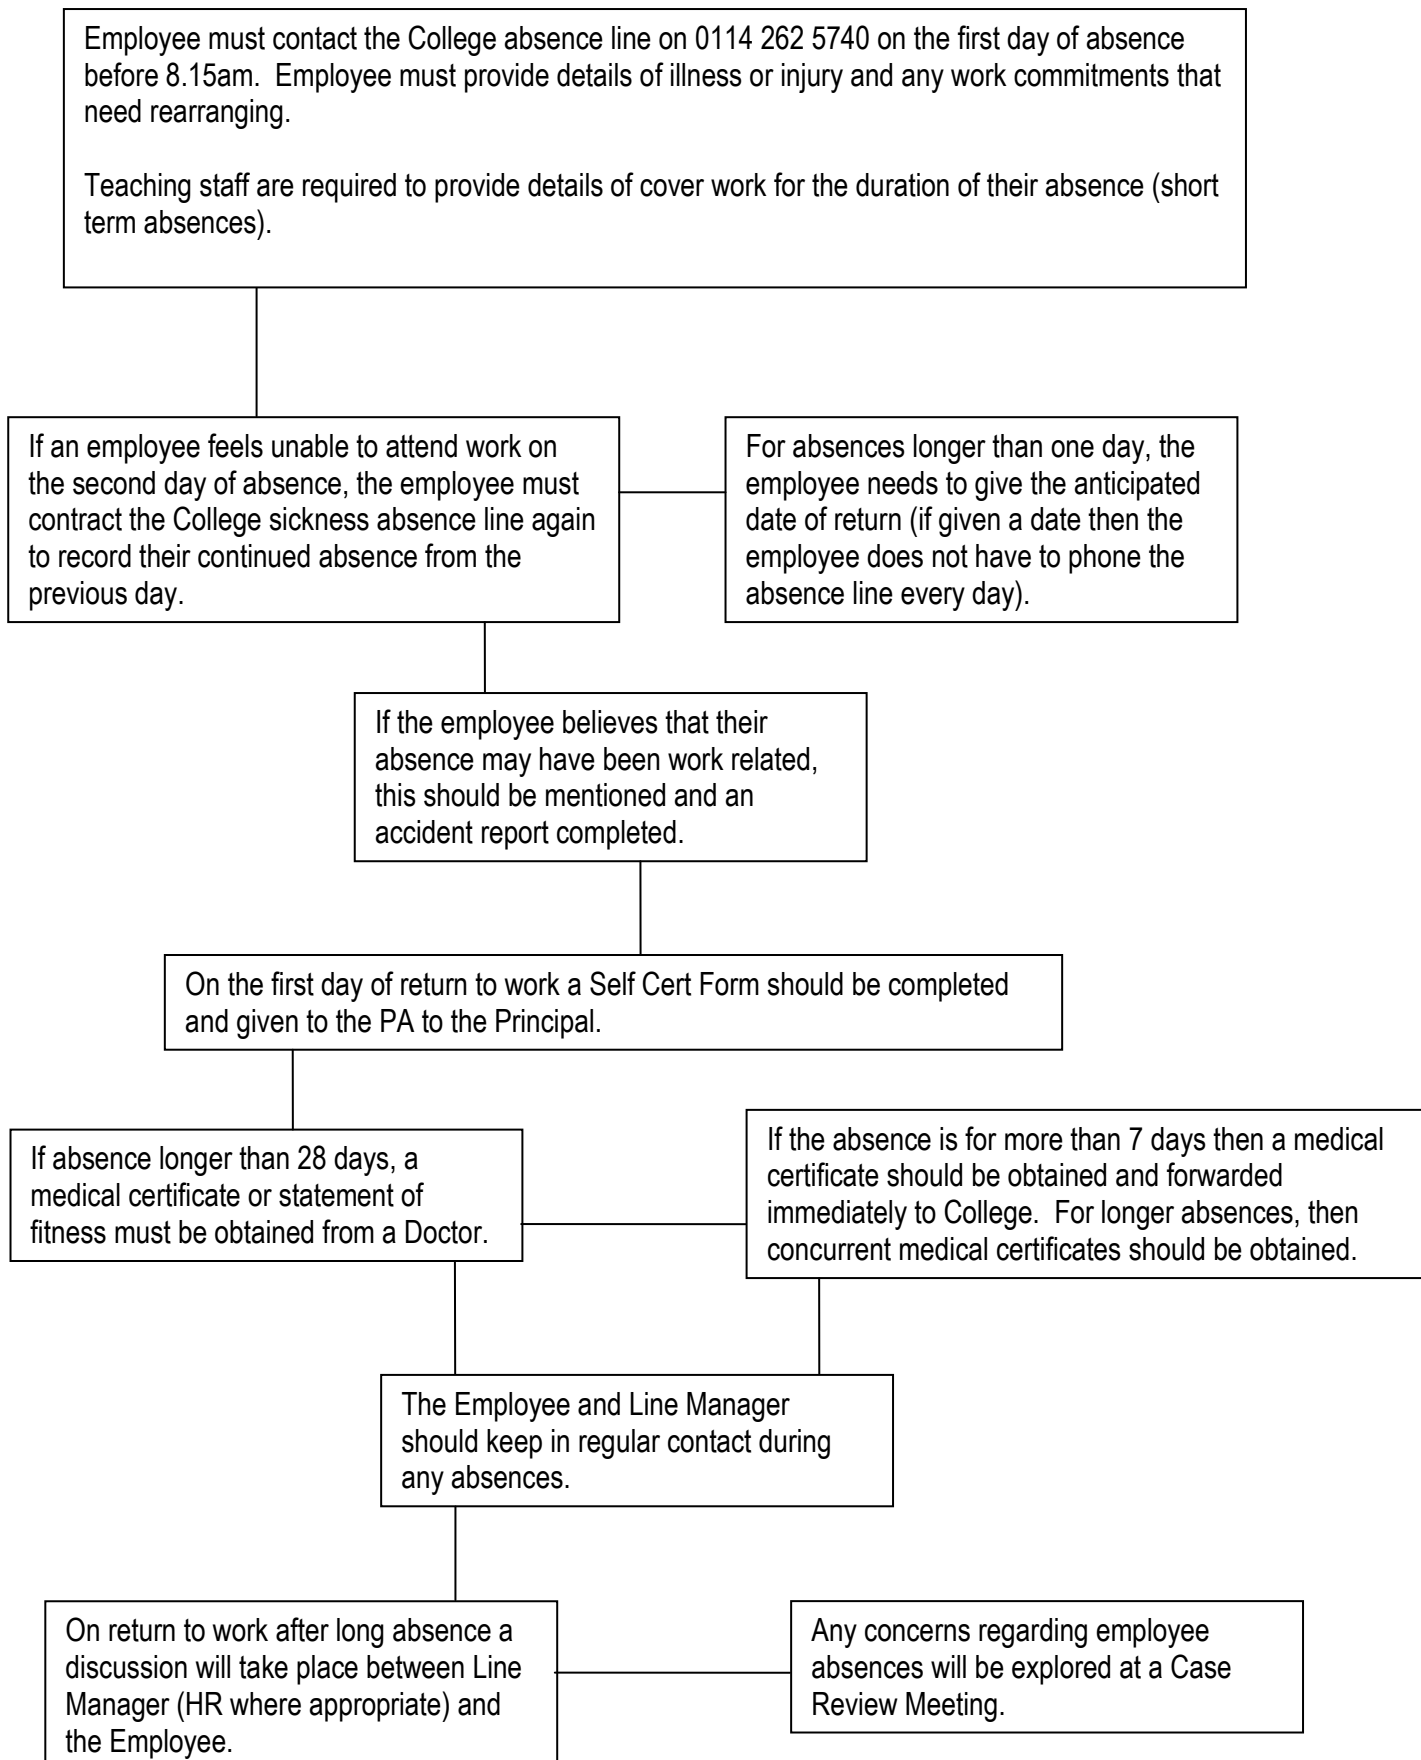 Employee must contact the College absence line on 0114 262 5740 on the first day of absence
before 8.15am.  Employee must provide details of illness or injury and any work commitments that
need rearranging.
Teaching staff are required to provide details of cover work for the duration of their absence (short
term absences).
If an employee feels unable to attend work on
the second day of absence, the employee must
contract the College sickness absence line again
to record their continued absence from the
previous day.
For absences longer than one day, the
employee needs to give the anticipated
date of return (if given a date then the
employee does not have to phone the
absence line every day).
If the employee believes that their
absence may have been work related,
this should be mentioned and an
accident report completed.
On the first day of return to work a Self Cert Form should be completed
and given to the PA to the Principal.
If absence longer than 28 days, a
medical certificate or statement of
fitness must be obtained from a Doctor.
If the absence is for more than 7 days then a medical
certificate should be obtained and forwarded
immediately to College.  For longer absences, then
concurrent medical certificates should be obtained.
The Employee and Line Manager
should keep in regular contact during
any absences.
On return to work after long absence a
discussion will take place between Line
Manager (HR where appropriate) and
the Employee.
Any concerns regarding employee
absences will be explored at a Case
Review Meeting.